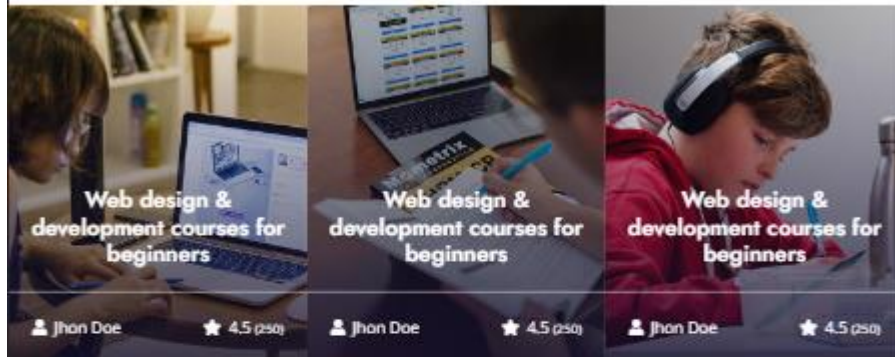 Mometrix
Web design &
development courses for
beginners
Jhon Doe 4.5 (250)
Web design &
development courses for
beginners
Jhon Doe 4.5 (250)
Web design &
development courses for
beginners
Jhon Doe 4.5 (250)